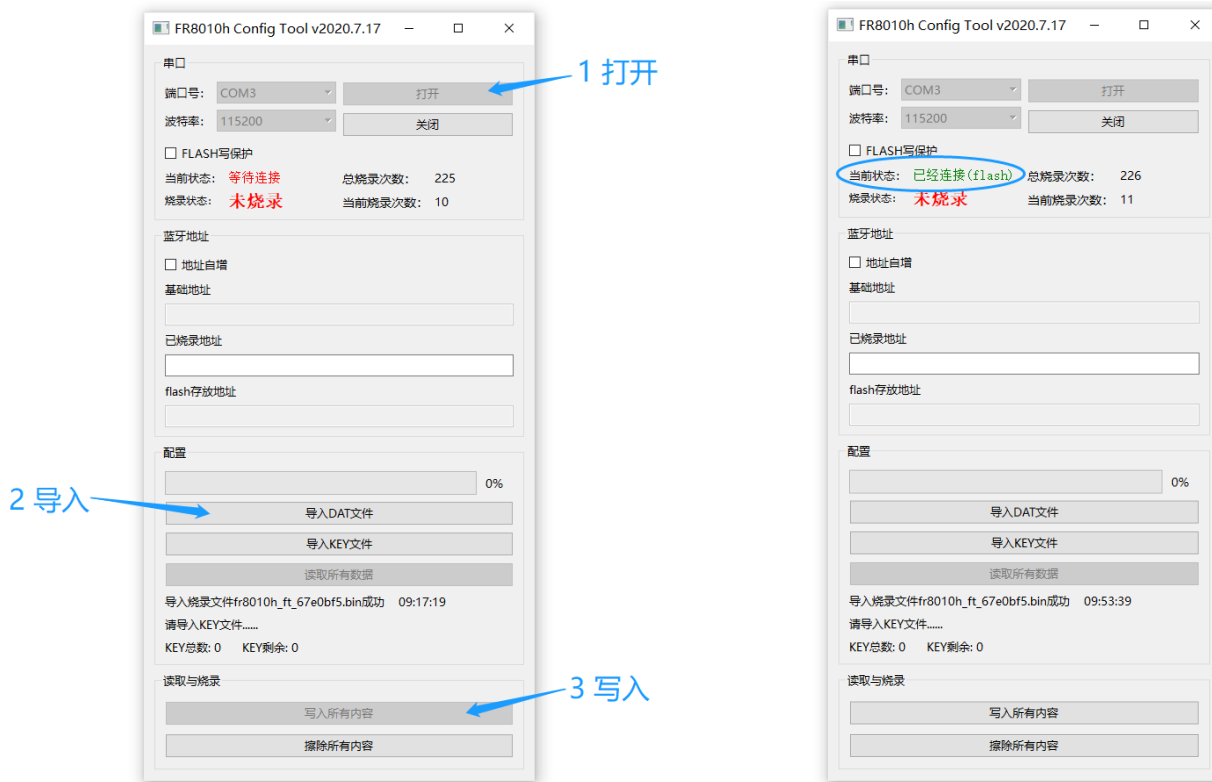 FR8010h Config Tool v2020.7.17
串口
端口号: COM3 打开
波特率: 115200 关闭
FLASH写保护
当前状态: 等待连接 总烧录次数: 225
烧录状态: 未烧录 当前烧录次数: 10
蓝牙地址
地址自增
基础地址
已烧录地址
flash存放地址
配置
0%
导入DAT文件
导入KEY文件
读取所有数据
导入烧录文件fr8010h_ft_67e0bf5.bin成功 09:17:19
请导入KEY文件......
KEY总数: 0 KEY剩余: 0
读取与烧录
写入所有内容
擦除所有内容
1 打开
2 导入
3 写入
FR8010h Config Tool v2020.7.17
串口
端口号: COM3 打开
波特率: 115200 关闭
FLASH写保护
当前状态: 已经连接(flash) 总烧录次数: 226
烧录状态: 未烧录 当前烧录次数: 11
蓝牙地址
地址自增
基础地址
已烧录地址
flash存放地址
配置
0%
导入DAT文件
导入KEY文件
读取所有数据
导入烧录文件fr8010h_ft_67e0bf5.bin成功 09:53:39
请导入KEY文件......
KEY总数: 0 KEY剩余: 0
读取与烧录
写入所有内容
擦除所有内容